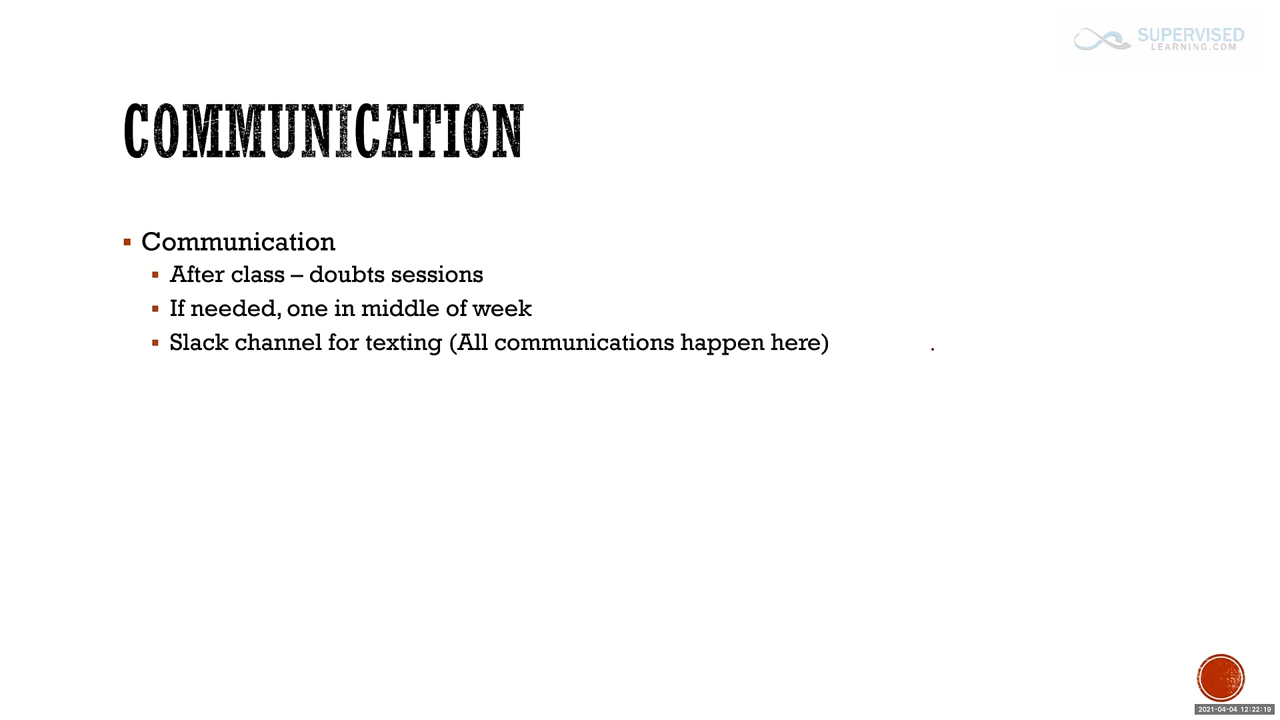 SUPERVISED
LEARNING.COM
COMMUNICATION
Communication
After class – doubts sessions
If needed, one in middle of week
Slack channel for texting (All communications happen here)
.
2021-04-04 12:22:19